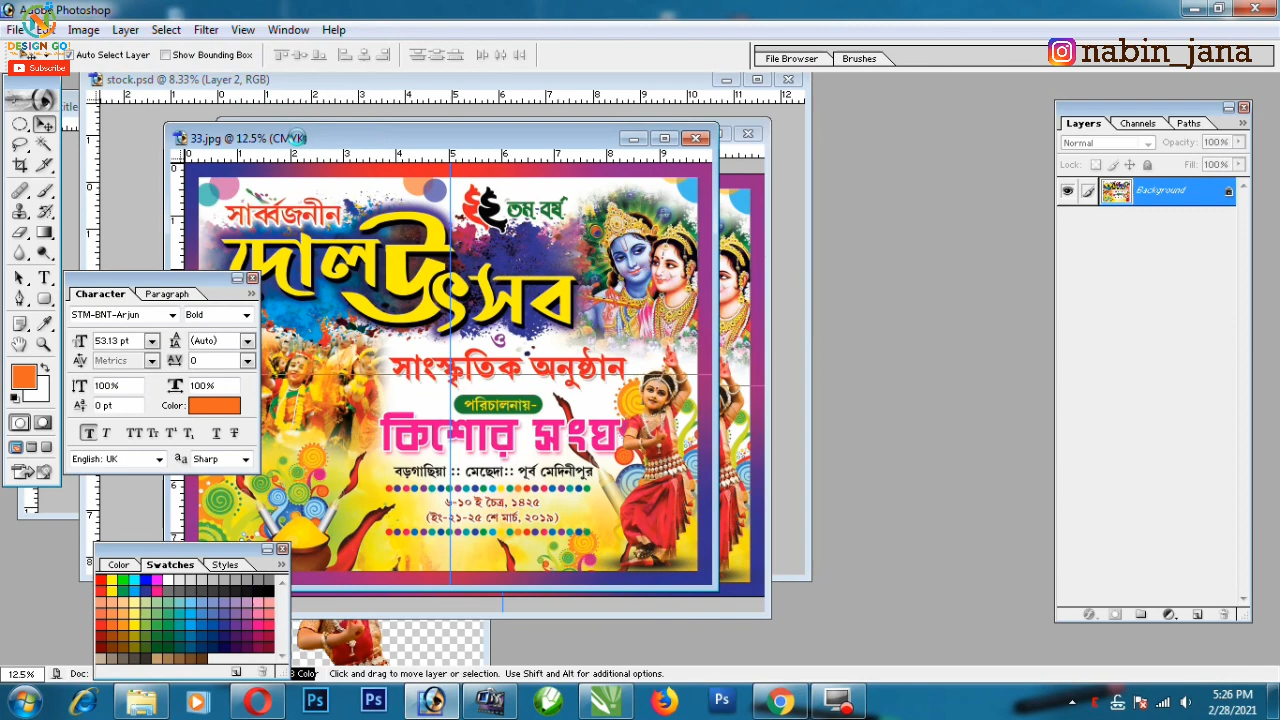 Adobe Photoshop
File Edit Image Layer Select Filter View Window Help
DESIGN GO
Subscribe
Auto Select Layer Show Bounding Box
File Browser Brushes
nabin_jana
stock.psd @ 8.33% (Layer 2, RGB)
33.jpg @ 12.5% (CMYK)
সার্ব্বজনীন
তম বর্ষ
দোল উৎসব
ও
সাংস্কৃতিক অনুষ্ঠান
পরিচালনায়-
কিশোর সংঘ
বড়গাছিয়া :: মেছেদা:: পূর্ব মেদিনীপুর
৬-১০ ই চৈত্র, ১৪২৫
(ইং-২১-২৫ শে মার্চ, ২০১৯)
Character Paragraph
STM-BNT-Arjun Bold
53.13 pt (Auto)
Metrics 0
100% 100%
0 pt Color:
English: UK Sharp
Color Swatches Styles
Layers Channels Paths
Normal Opacity: 100%
Lock: Fill: 100%
Background
12.5% Doc: Color Click and drag to move layer or selection. Use Shift and Alt for additional options.
5:26 PM
2/28/2021